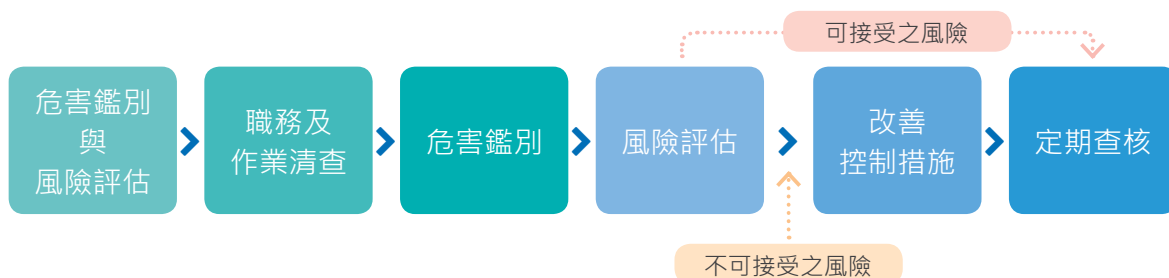 可接受之風險
危害鑑別
與
風險評估
職務及
作業清查
危害鑑別
風險評估
改善
控制措施
定期查核
不可接受之風險